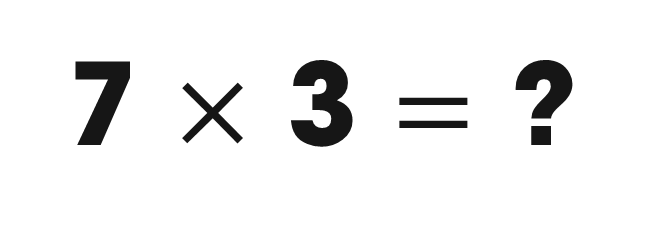 7 × 3 = ?